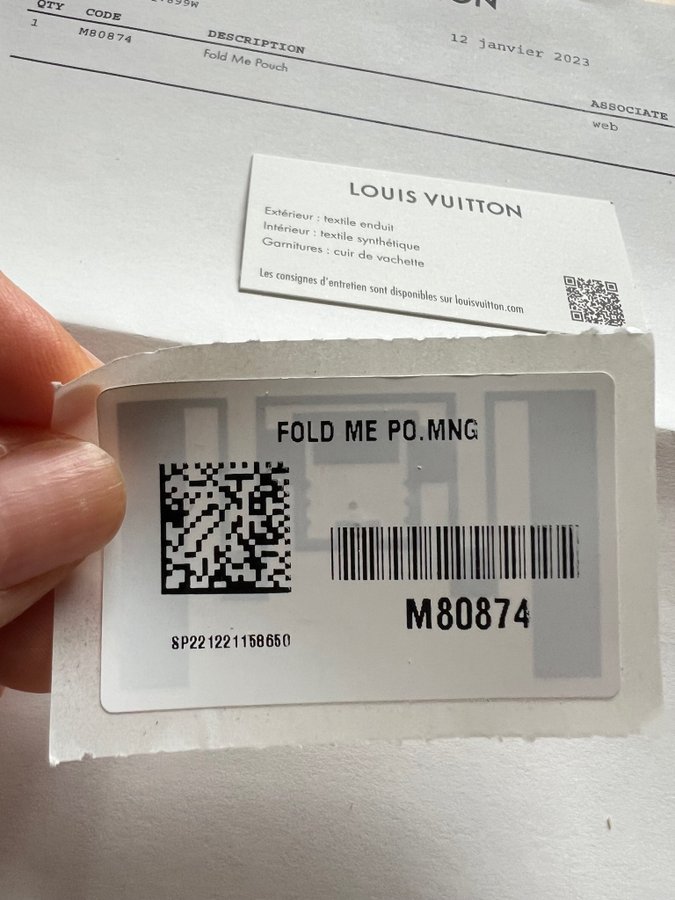 QTY CODE DESCRIPTION
12 janvier 2023
1 M80874 Fold Me Pouch
ASSOCIATE
web
LOUIS VUITTON
Extérieur : textile enduit
Intérieur : textile synthétique
Garnitures : cuir de vachette
Les consignes d'entretien sont disponibles sur louisvuitton.com
FOLD ME PO.MNG
M80874
SP221221158650